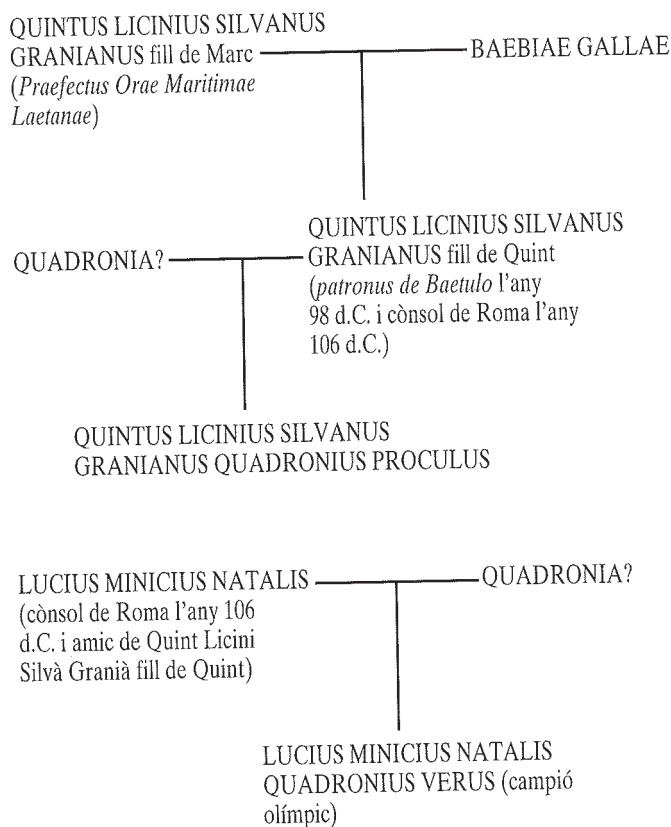 QUINTUS LICINIUS SILVANUS
GRANIANUS fill de Marc
(Praefectus Orae Maritimae
Laetanae)
BAEBIAE GALLAE
QUADRONIA?
QUINTUS LICINIUS SILVANUS
GRANIANUS fill de Quint
(patronus de Baetulo l'any
98 d.C. i cònsol de Roma l'any
106 d.C.)
QUINTUS LICINIUS SILVANUS
GRANIANUS QUADRONIUS PROCULUS
LUCIUS MINICIUS NATALIS
(cònsol de Roma l'any 106
d.C. i amic de Quint Licini
Silvà Granià fill de Quint)
QUADRONIA?
LUCIUS MINICIUS NATALIS
QUADRONIUS VERUS (campió
olímpic)